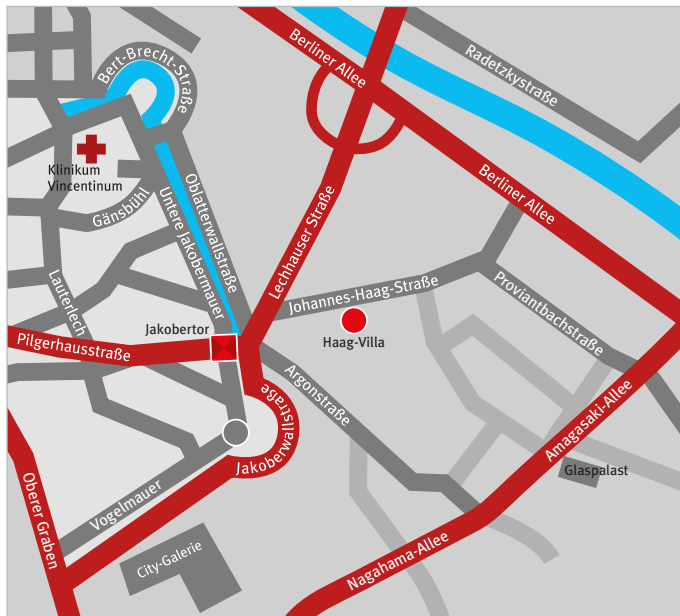 Berliner Allee
Radetzkystraße
Bert-Brecht-Straße
Klinikum
Vincentinum
Gänsbühl
Oblatterwallstraße
Untere Jakobermauer
Lechhauser Straße
Berliner Allee
Lauterlech
Johannes-Haag-Straße
Proviantbachstraße
Jakobertor
Haag-Villa
Pilgerhausstraße
Argonstraße
Jakoberwallstraße
Amagasaki-Allee
Glaspalast
Oberer Graben
Vogelmauer
City-Galerie
Nagahama-Allee